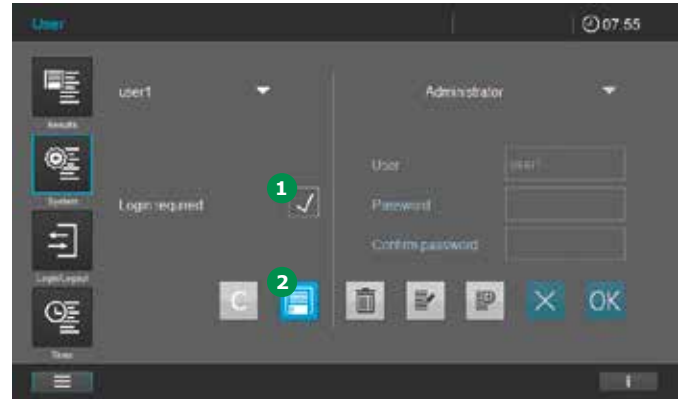 User
07:55
user1
Administrator
Results
User
user1
System
1
Login required
Password
Confirm password
Login/Logout
2
C
OK
Times
i